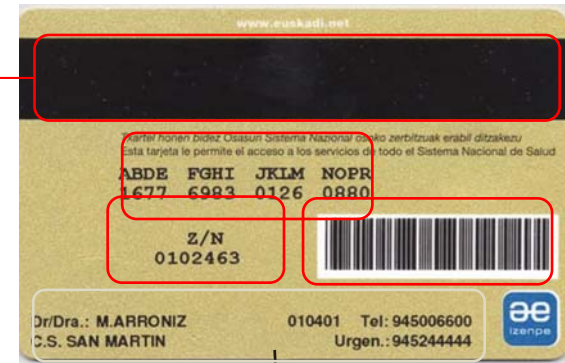 www.euskadi.net
Txartel honen bidez Osasun Sistema Nazional osoko zerbitzuak erabil ditzakezu
Esta tarjeta le permite el acceso a los servicios de todo el Sistema Nacional de Salud
ABDE FGHI JKLM NOPR
1677 6983 0126 0880
Z/N
0102463
Dr/Dra.: M.ARRONIZ 010401 Tel: 945006600
C.S. SAN MARTIN Urgen.: 945244444
izenpe